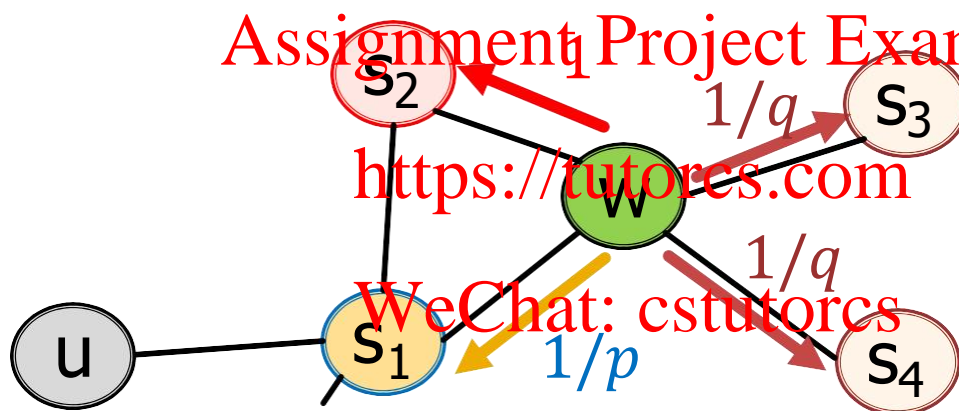 Assignment Project Exam
1
s2
1/q
s3
https://tutorcs.com
w
1/q
WeChat: cstutorcs
u
s1
1/p
s4